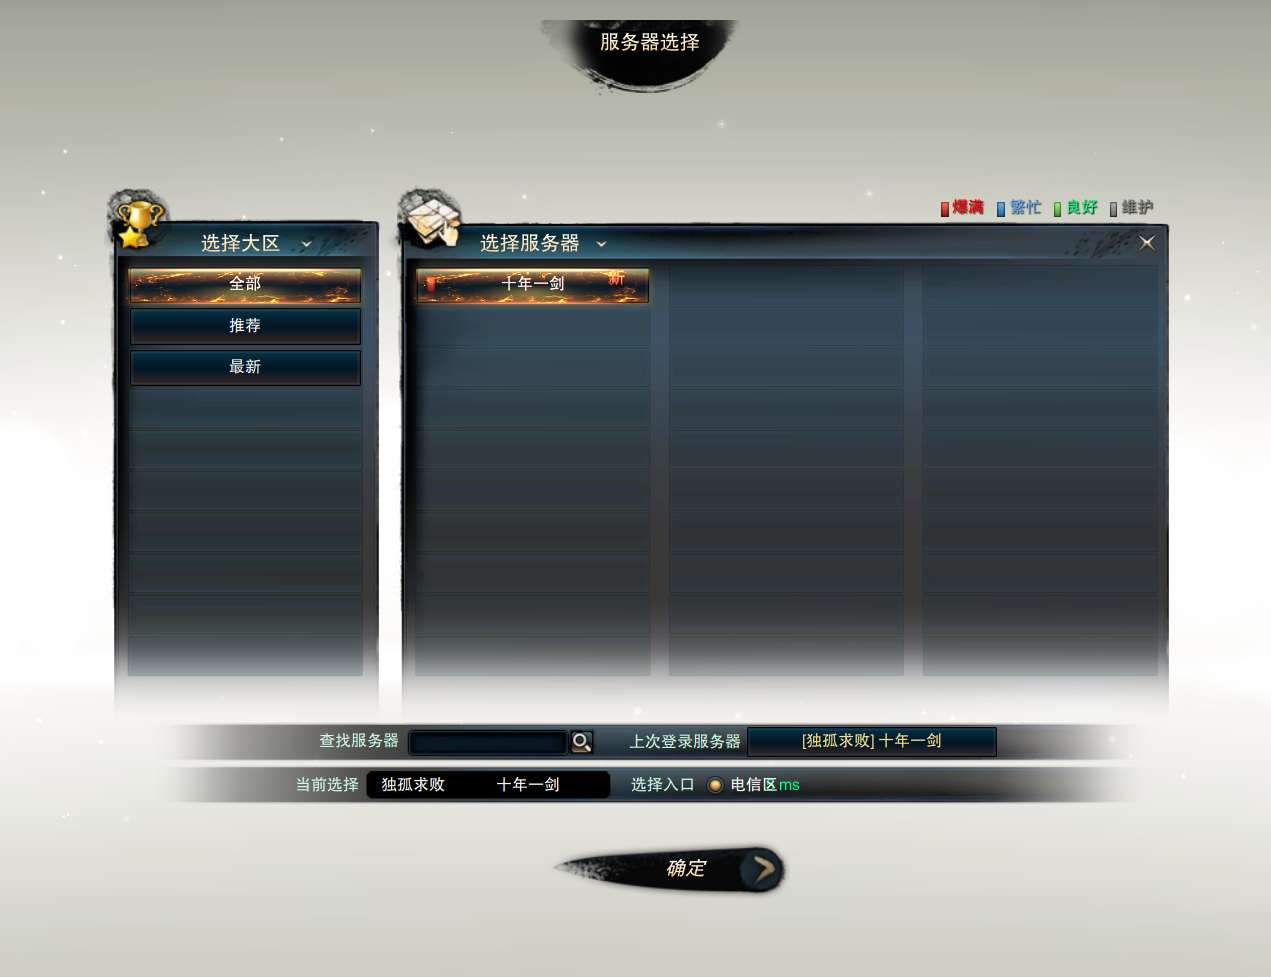 服务器选择
爆满 繁忙 良好 维护
选择大区
选择服务器
全部
十年一剑 新
推荐
最新
查找服务器
上次登录服务器 [独孤求败] 十年一剑
当前选择 独孤求败 十年一剑
选择入口 电信区ms
确定